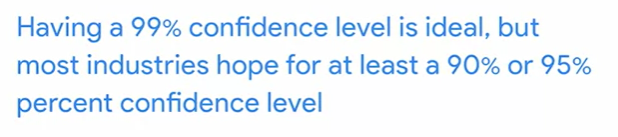 Having a 99% confidence level is ideal, but
most industries hope for at least a 90% or 95%
percent confidence level